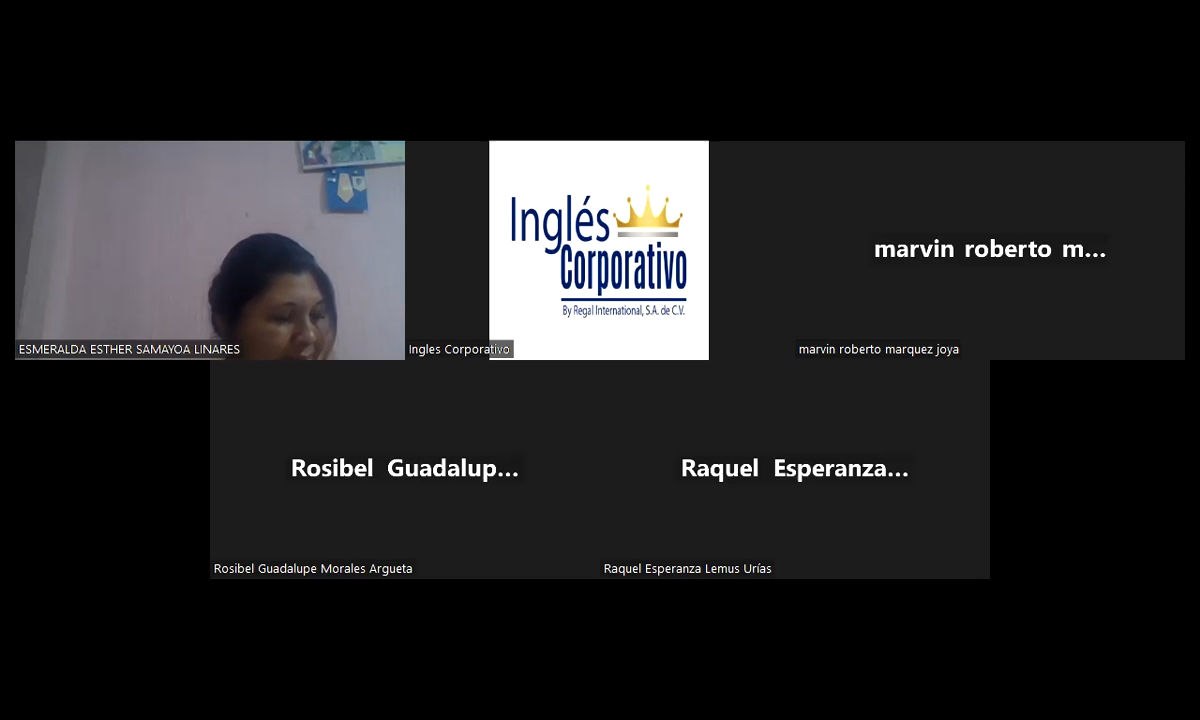 Inglés
Corporativo
By Regal International, S.A. de C.V.
marvin roberto m...
ESMERALDA ESTHER SAMAYOA LINARES
Ingles Corporativo
marvin roberto marquez joya
Rosibel Guadalup...
Raquel Esperanza...
Rosibel Guadalupe Morales Argueta
Raquel Esperanza Lemus Urías